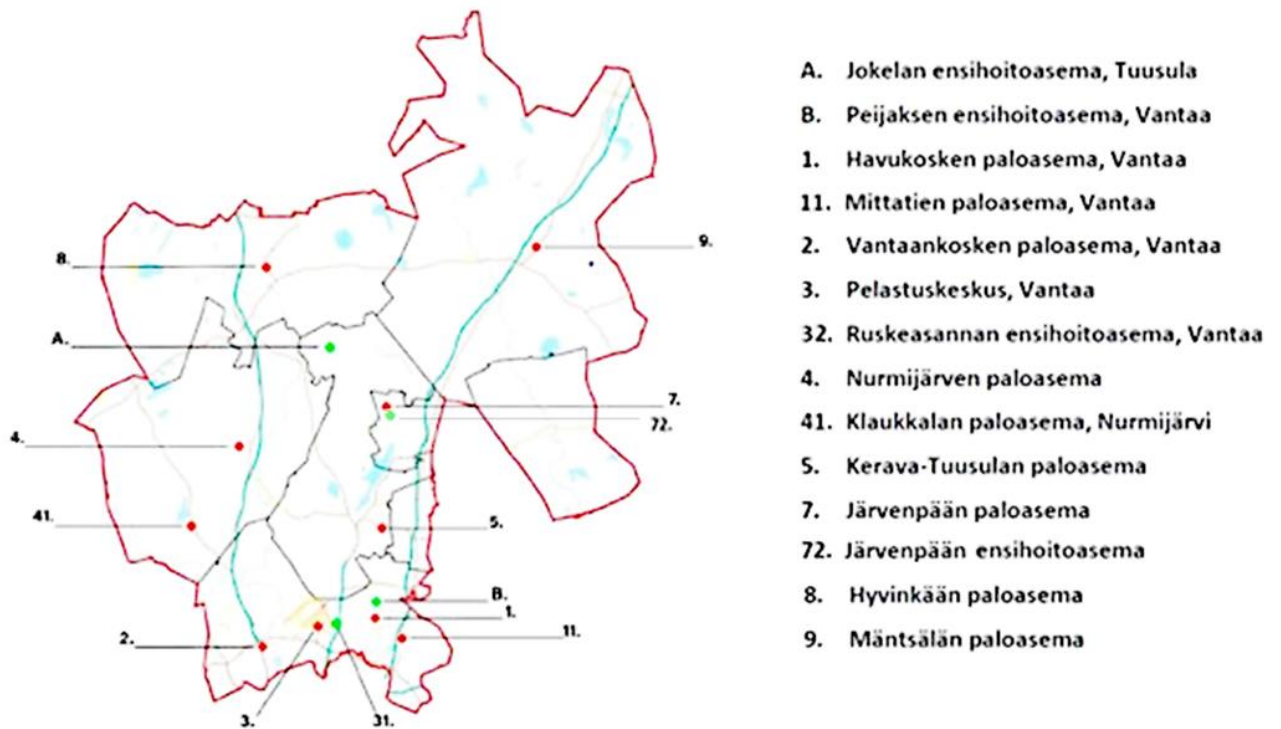 8.
A.
4.
41.
2.
3.
31.
9.
7.
72.
5.
B.
1.
11.
A. Jokelan ensihoitoasema, Tuusula
B. Peijaksen ensihoitoasema, Vantaa
1. Havukosken paloasema, Vantaa
11. Mittatien paloasema, Vantaa
2. Vantaankosken paloasema, Vantaa
3. Pelastuskeskus, Vantaa
32. Ruskeasannan ensihoitoasema, Vantaa
4. Nurmijärven paloasema
41. Klaukkalan paloasema, Nurmijärvi
5. Kerava-Tuusulan paloasema
7. Järvenpään paloasema
72. Järvenpään ensihoitoasema
8. Hyvinkään paloasema
9. Mäntsälän paloasema